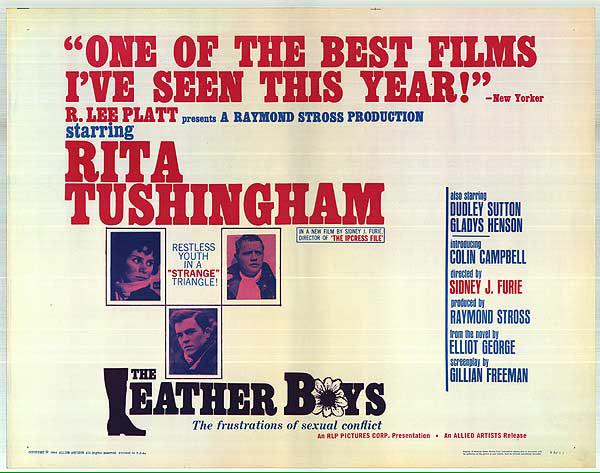 “ONE OF THE BEST FILMS
I'VE SEEN THIS YEAR!” —New Yorker
R. LEE PLATT presents A RAYMOND STROSS PRODUCTION
starring
RITA
TUSHINGHAM
IN A NEW FILM BY SIDNEY J. FURIE,
DIRECTOR OF 'THE IPCRESS FILE'
RESTLESS
YOUTH
IN A
"STRANGE"
TRIANGLE!
also starring
DUDLEY SUTTON
GLADYS HENSON
introducing
COLIN CAMPBELL
directed by
SIDNEY J. FURIE
produced by
RAYMOND STROSS
from the novel by
ELLIOT GEORGE
screenplay by
GILLIAN FREEMAN
THE
LEATHER BOYS
The frustrations of sexual conflict
An RLP PICTURES CORP. Presentation • An ALLIED ARTISTS Release